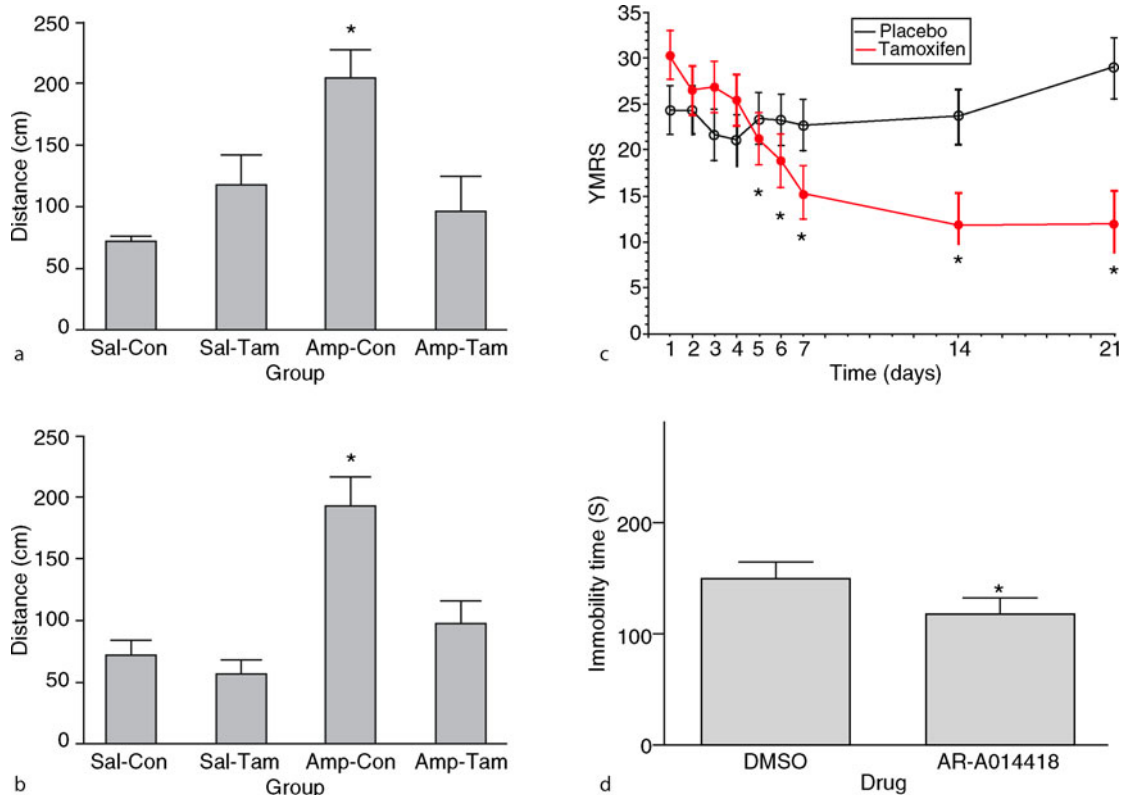 250
200
150
100
50
0
Distance (cm)
*
Sal-Con Sal-Tam Amp-Con Amp-Tam
Group
a
35
30
25
20
15
10
5
0
YMRS
Placebo
Tamoxifen
* * * * *
1 2 3 4 5 6 7 14 21
Time (days)
c
250
200
150
100
50
0
Distance (cm)
*
Sal-Con Sal-Tam Amp-Con Amp-Tam
Group
b
200
100
0
Immobility time (S)
*
DMSO AR-A014418
Drug
d